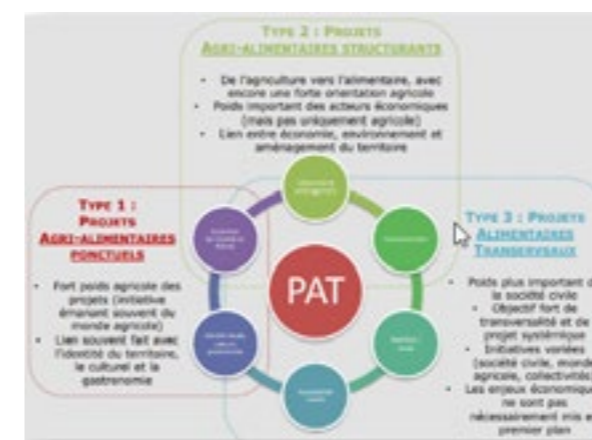 TYPE 2 : PROJETS
AGRI-ALIMENTAIRES STRUCTURANTS
• De l'agriculture vers l'alimentaire, avec
encore une forte orientation agricole
• Poids important des acteurs économiques
(mais pas uniquement agricole)
• Lien entre économie, environnement et
aménagement du territoire
TYPE 1 :
PROJETS
AGRI-ALIMENTAIRES
PONCTUELS
• Fort poids agricole des
projets (initiative
émanant souvent du
monde agricole)
• Lien souvent fait avec
l'identité du territoire,
le culturel et la
gastronomie
PAT
TYPE 3 : PROJETS
ALIMENTAIRES
TRANSERVSAUX
• Poids plus important d
la société civile
• Objectif fort de
transversalité et de
projet systémique
• Initiatives variées
(société civile, monde
agricole, collectivités)
• Les enjeux économique
ne sont pas
nécessairement mis e
premier plan